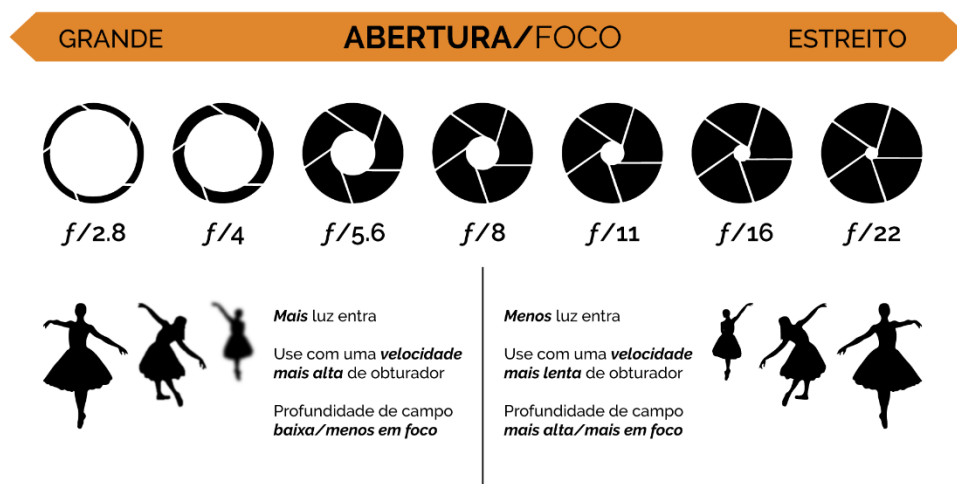 GRANDE ABERTURA/FOCO ESTREITO
f/2.8 f/4 f/5.6 f/8 f/11 f/16 f/22
Mais luz entra
Use com uma velocidade
mais alta de obturador
Profundidade de campo
baixa/menos em foco
Menos luz entra
Use com uma velocidade
mais lenta de obturador
Profundidade de campo
mais alta/mais em foco